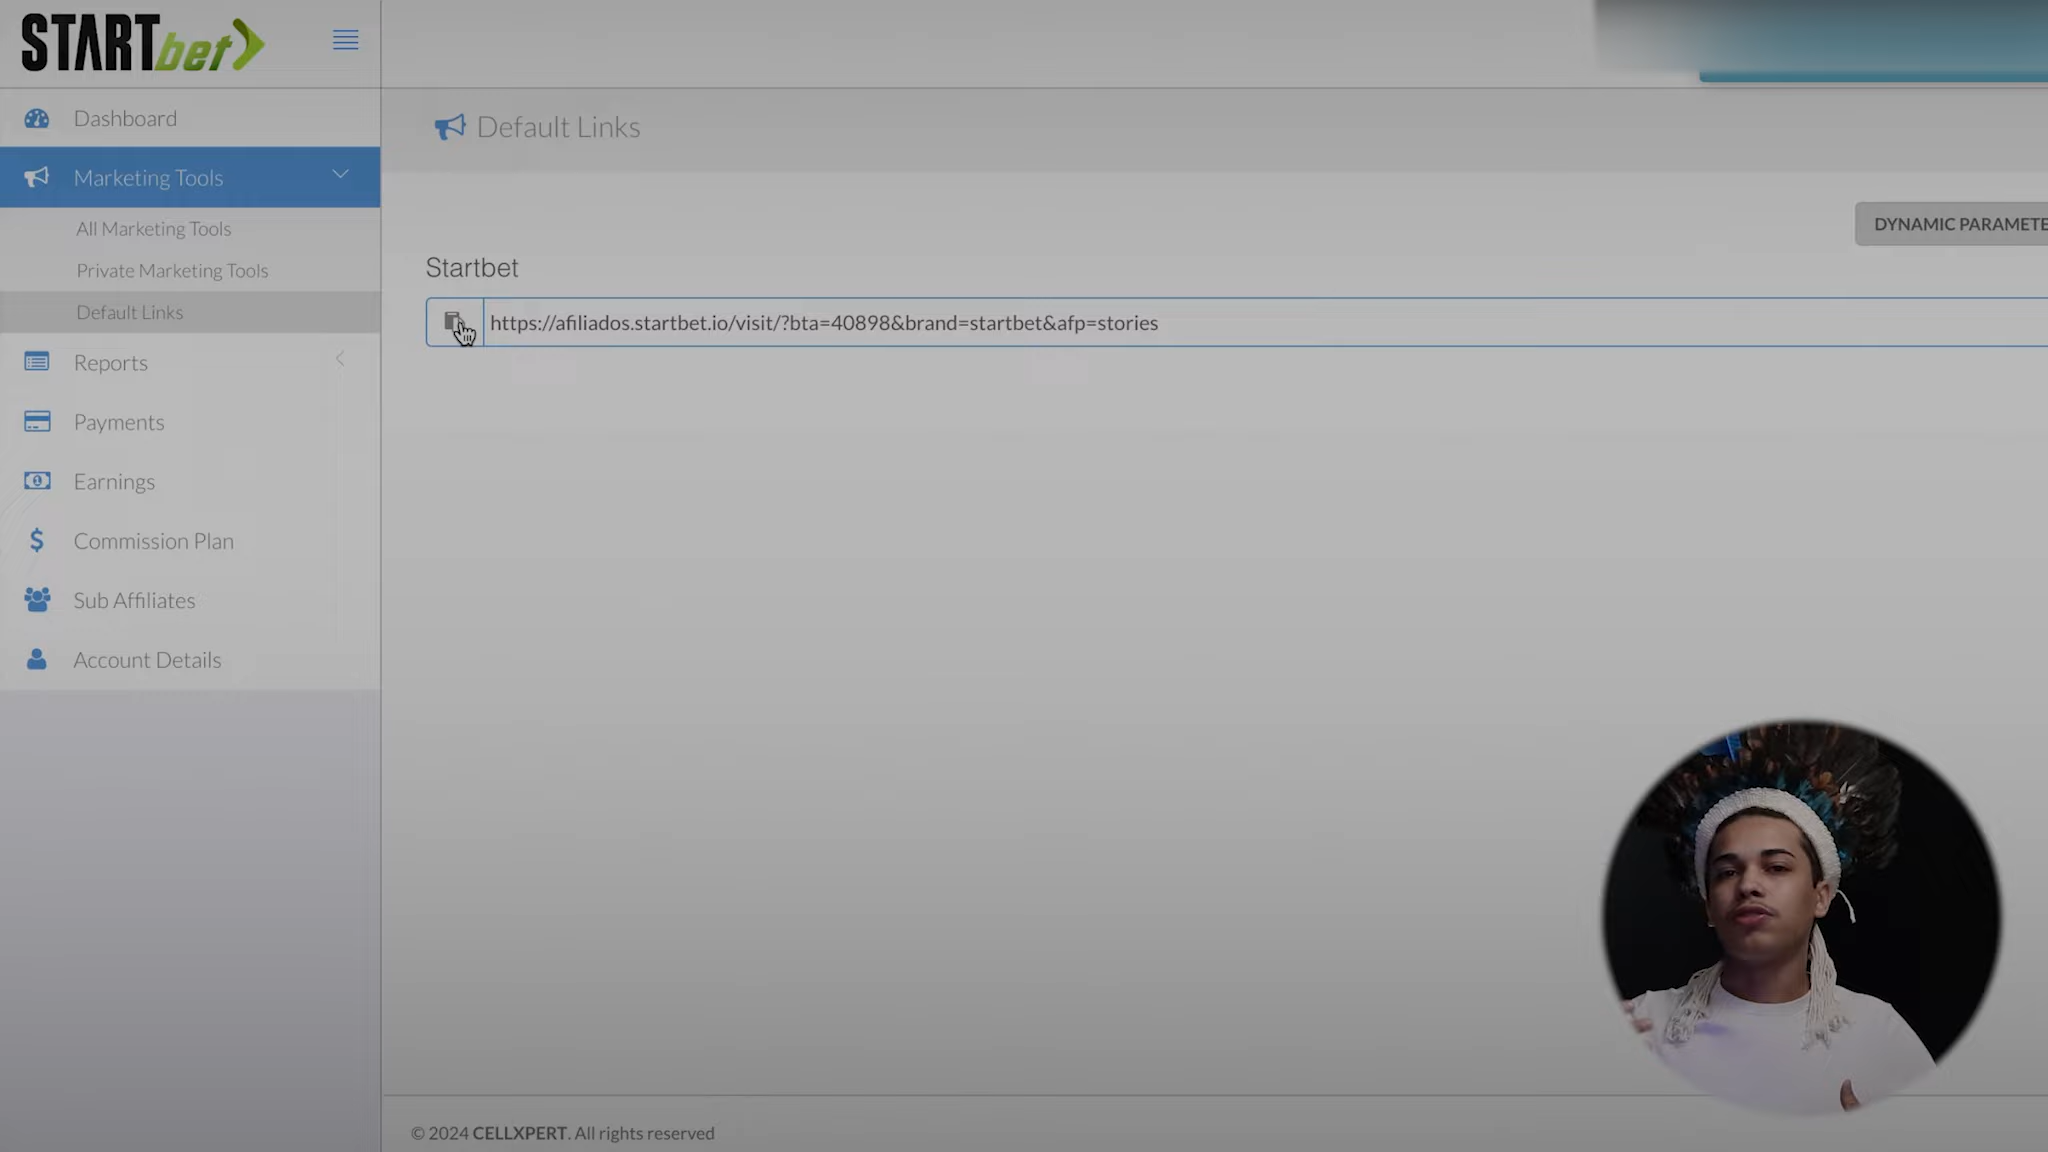 STARTbet
Dashboard
Default Links
Marketing Tools
All Marketing Tools
DYNAMIC PARAMETE
Private Marketing Tools
Startbet
Default Links
https://afiliados.startbet.io/visit/?bta=40898&brand=startbet&afp=stories
Reports
Payments
Earnings
Commission Plan
Sub Affiliates
Account Details
© 2024 CELLXPERT. All rights reserved